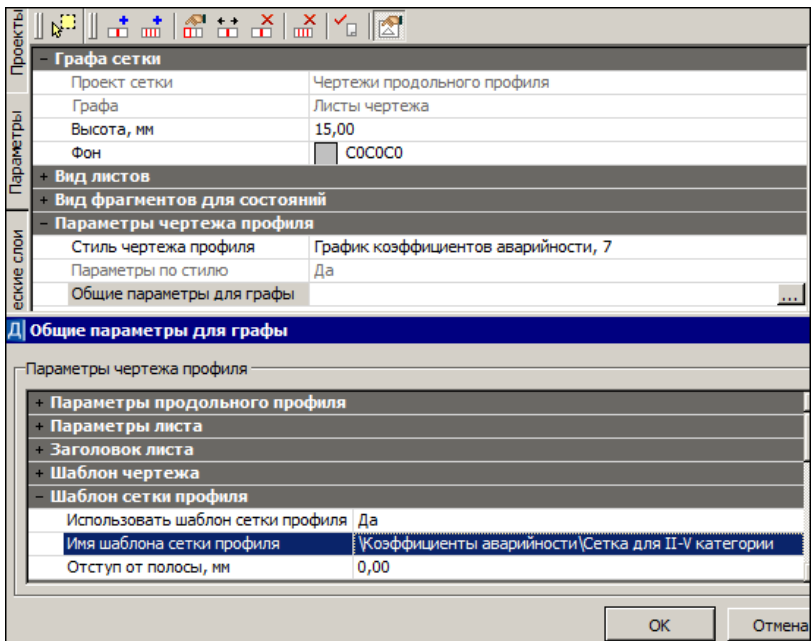 Проекты
Параметры
еские слои
− Графа сетки
Проект сетки Чертежи продольного профиля
Графа Листы чертежа
Высота, мм 15,00
Фон C0C0C0
+ Вид листов
+ Вид фрагментов для состояний
− Параметры чертежа профиля
Стиль чертежа профиля График коэффициентов аварийности, 7
Параметры по стилю Да
Общие параметры для графы ...
Д Общие параметры для графы
Параметры чертежа профиля
+ Параметры продольного профиля
+ Параметры листа
+ Заголовок листа
+ Шаблон чертежа
− Шаблон сетки профиля
Использовать шаблон сетки профиля Да
Имя шаблона сетки профиля \Коэффициенты аварийности\Сетка для II-V категории
Отступ от полосы, мм 0,00
OK Отмена